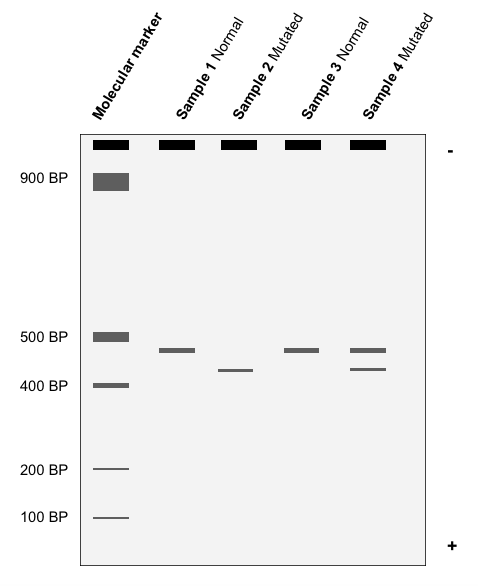 Molecular marker
Sample 1 Normal
Sample 2 Mutated
Sample 3 Normal
Sample 4 Mutated
-
900 BP
500 BP
400 BP
200 BP
100 BP
+